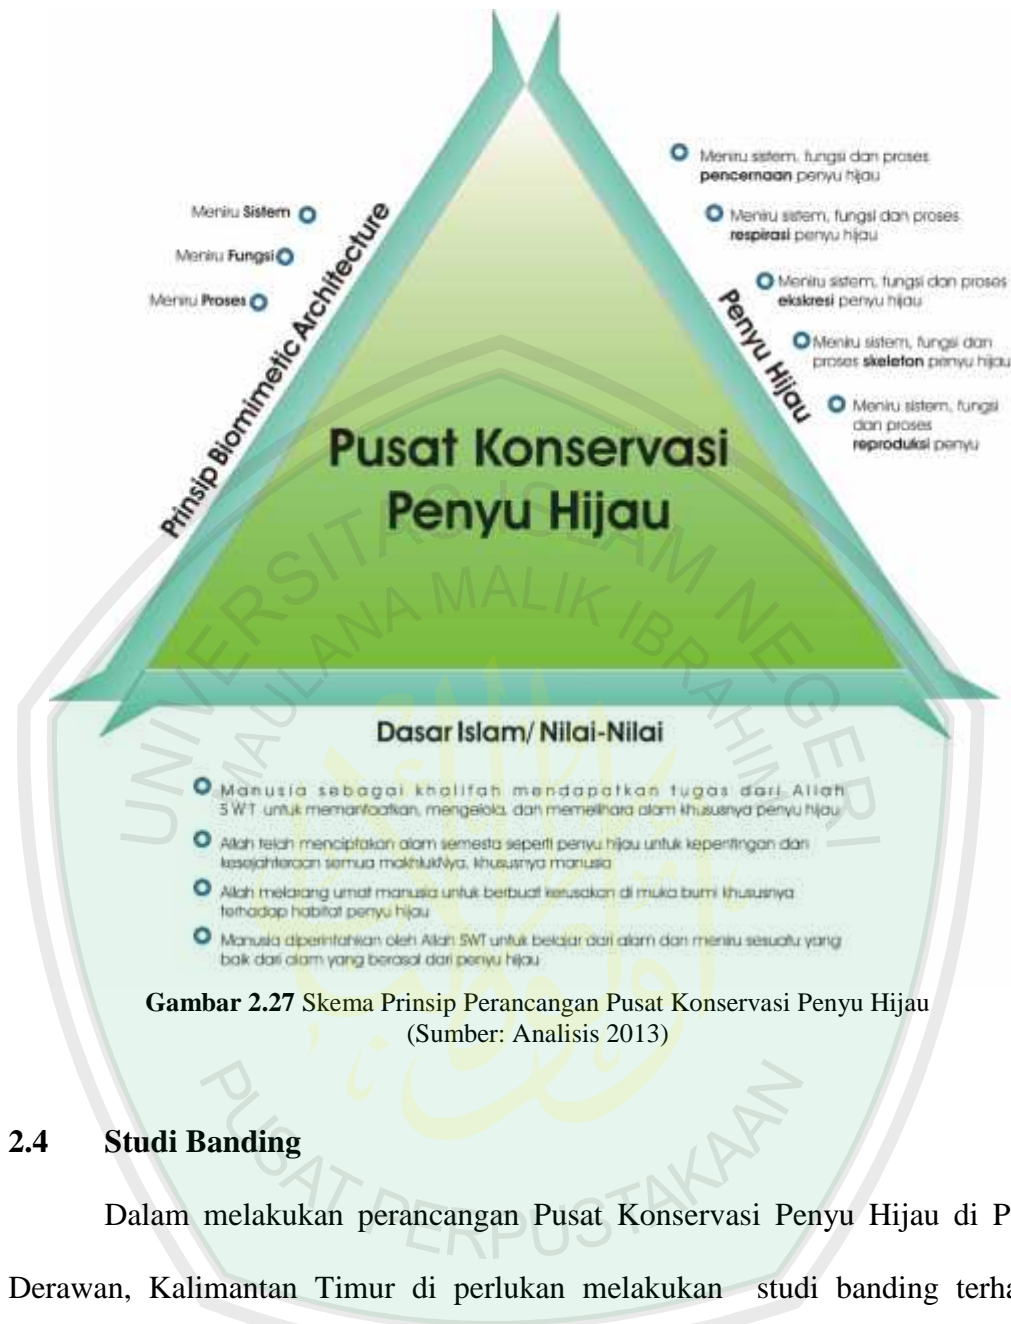 Meniru Sistem
Meniru Fungsi
Meniru Proses
Prinsip Biomimetic Architecture
Meniru sistem, fungsi dan proses
pencernaan penyu hijau
Meniru sistem, fungsi dan proses
respirasi penyu hijau
Meniru sistem, fungsi dan proses
ekskresi penyu hijau
Meniru sistem, fungsi dan
proses skeleton penyu hijau
Meniru sistem, fungsi
dan proses
reproduksi penyu
Penyu Hijau
Pusat Konservasi
Penyu Hijau
Dasar Islam/ Nilai-Nilai
Manusia sebagai khalifah mendapatkan tugas dari Allah
SWT untuk memanfaatkan, mengelola, dan memelihara alam khususnya penyu hijau
Allah telah menciptakan alam semesta seperti penyu hijau untuk kepentingan dan
kesejahteraan semua makhlukNya, khususnya manusia
Allah melarang umat manusia untuk berbuat kerusakan di muka bumi khususnya
terhadap habitat penyu hijau
Manusia diperintahkan oleh Allah SWT untuk belajar dari alam dan meniru sesuatu yang
baik dari alam yang berasal dari penyu hijau
Gambar 2.27 Skema Prinsip Perancangan Pusat Konservasi Penyu Hijau
(Sumber: Analisis 2013)
2.4 Studi Banding
Dalam melakukan perancangan Pusat Konservasi Penyu Hijau di P
Derawan, Kalimantan Timur di perlukan melakukan studi banding terha
UNIVERSITAS ISLAM NEGERI
MAULANA MALIK IBRAHIM
PUSAT PERPUSTAKAAN